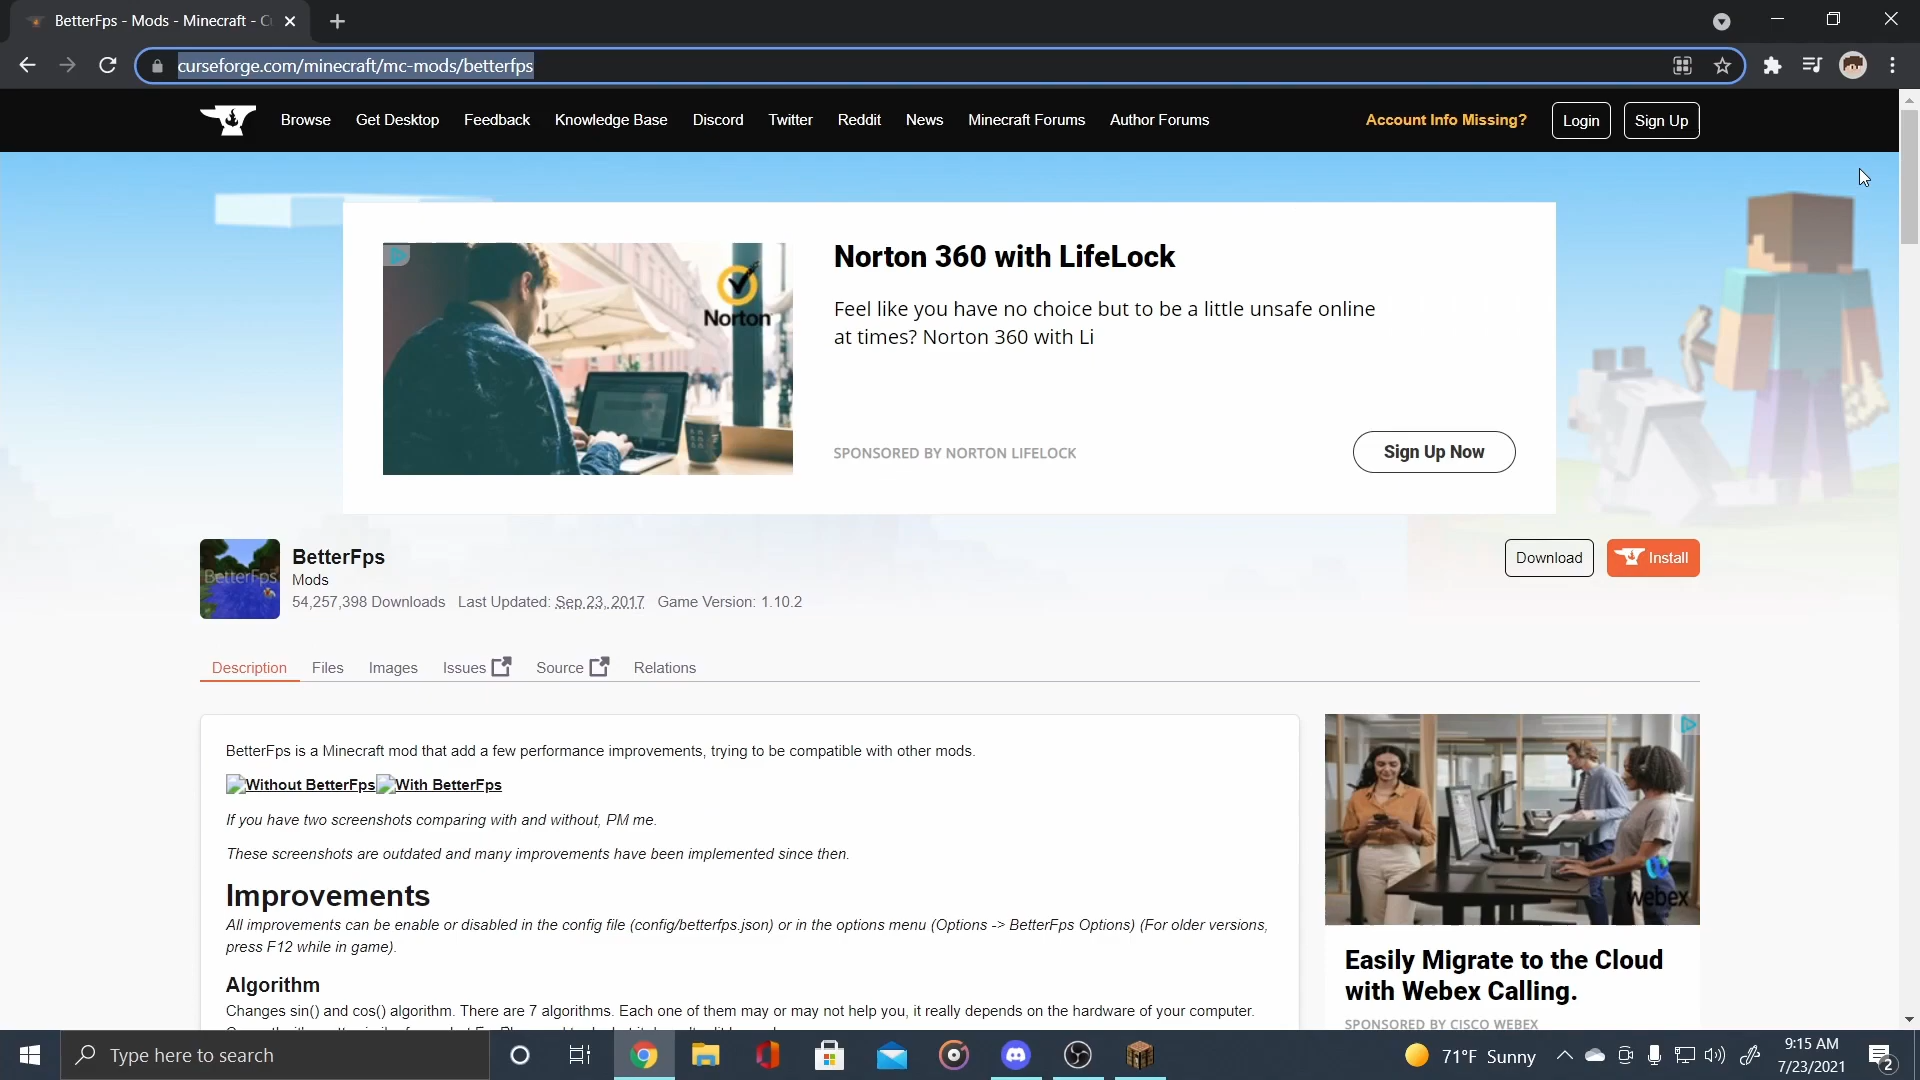 BetterFps - Mods - Minecraft - C
curseforge.com/minecraft/mc-mods/betterfps
Browse Get Desktop Feedback Knowledge Base Discord Twitter Reddit News Minecraft Forums Author Forums Account Info Missing? Login Sign Up
Norton
Norton 360 with LifeLock
Feel like you have no choice but to be a little unsafe online
at times? Norton 360 with Li
SPONSORED BY NORTON LIFELOCK
Sign Up Now
BetterFps
BetterFps
Mods
54,257,398 Downloads Last Updated: Sep 23, 2017 Game Version: 1.10.2
Download Install
Description Files Images Issues Source Relations
BetterFps is a Minecraft mod that add a few performance improvements, trying to be compatible with other mods.
Without BetterFps With BetterFps
If you have two screenshots comparing with and without, PM me.
These screenshots are outdated and many improvements have been implemented since then.
Improvements
All improvements can be enable or disabled in the config file (config/betterfps.json) or in the options menu (Options -> BetterFps Options) (For older versions,
press F12 while in game).
Algorithm
Changes sin() and cos() algorithm. There are 7 algorithms. Each one of them may or may not help you, it really depends on the hardware of your computer.
webex
Easily Migrate to the Cloud
with Webex Calling.
SPONSORED BY CISCO WEBEX
Type here to search
71°F Sunny
9:15 AM
7/23/2021
2